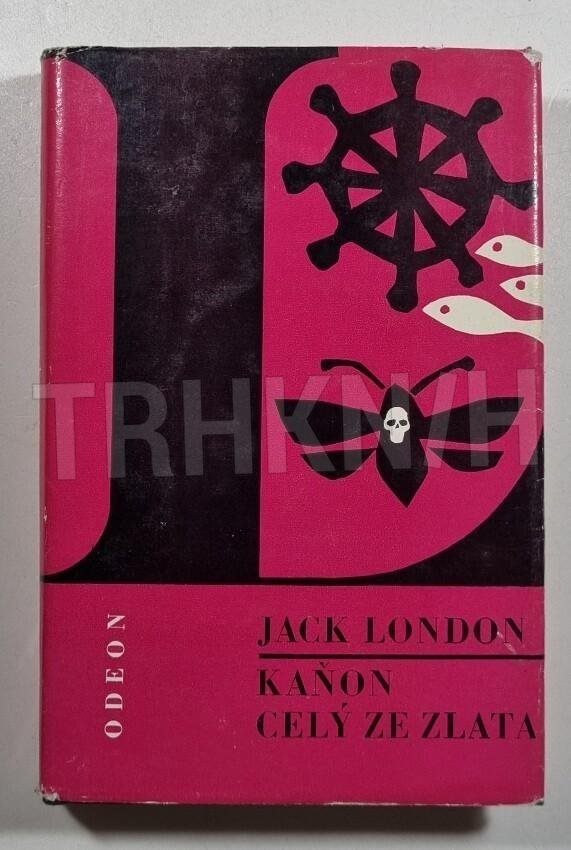 TRHKNIH
ODEON
JACK LONDON
KAŇON
CELÝ ZE ZLATA